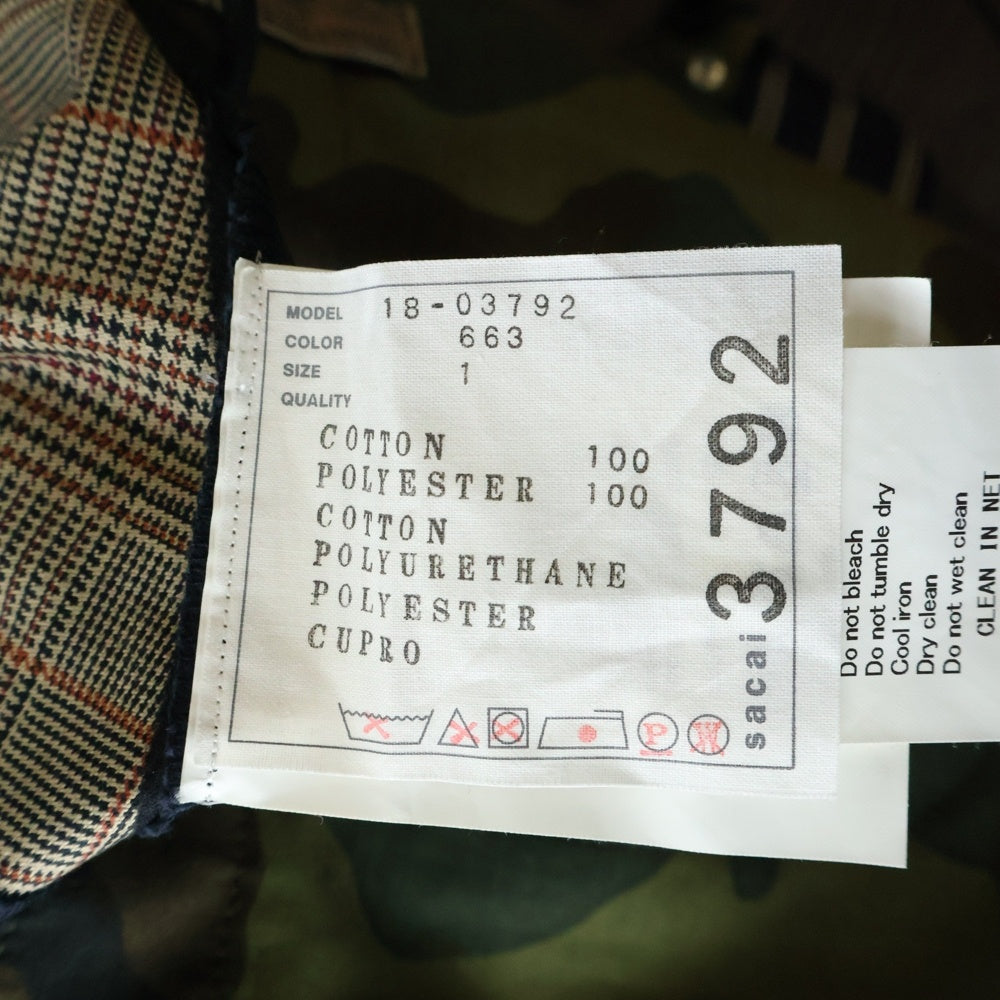 MODEL 18-03792
COLOR 663
SIZE 1
QUALITY
COTTON 100
POLYESTER 100
COTTON
POLYURETHANE
POLYESTER
CUPRO
P
W
sacai 3792
Do not bleach
Do not tumble dry
Cool iron
Dry clean
Do not wet clean
CLEAN IN NET